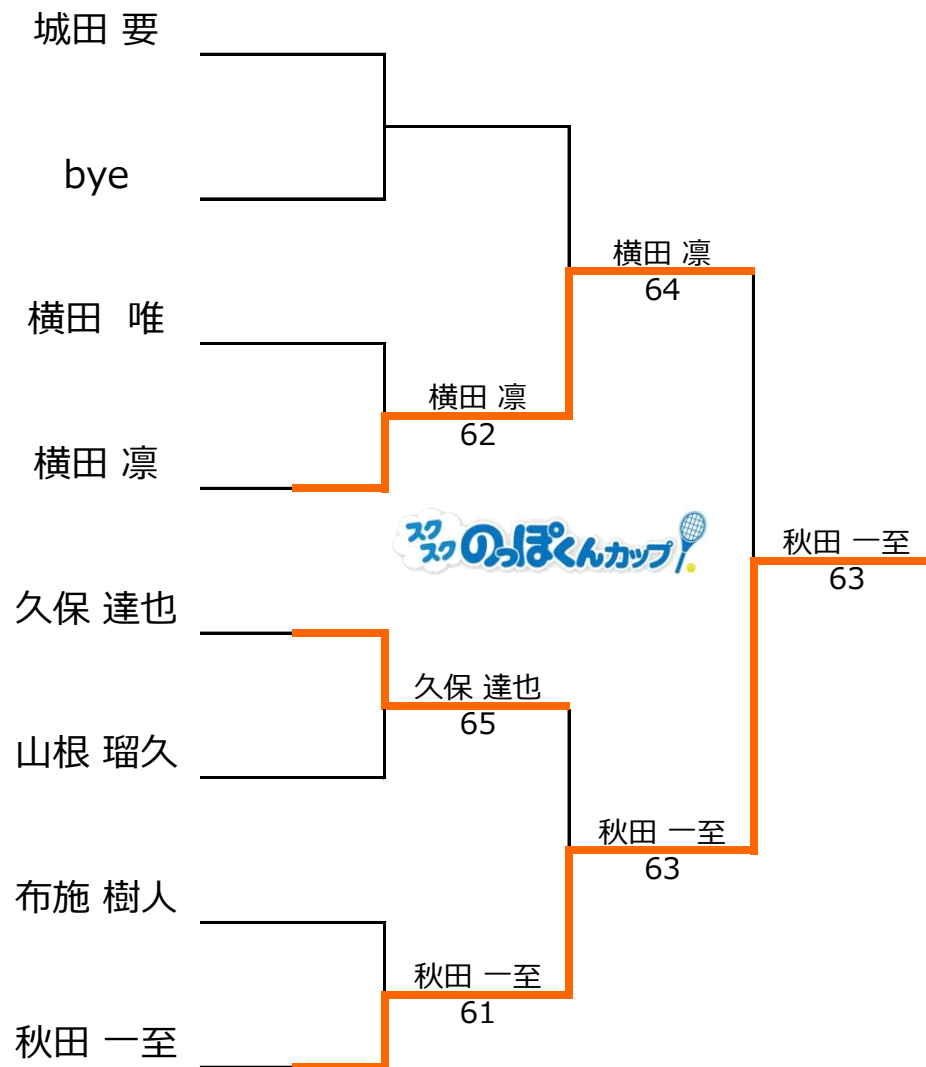 城田 要
bye
横田 凛
64
横田 唯
横田 凛
62
横田 凛
スク
スク のっぽくんカップ!
秋田 一至
63
久保 達也
久保 達也
65
山根 瑠久
秋田 一至
63
布施 樹人
秋田 一至
61
秋田 一至